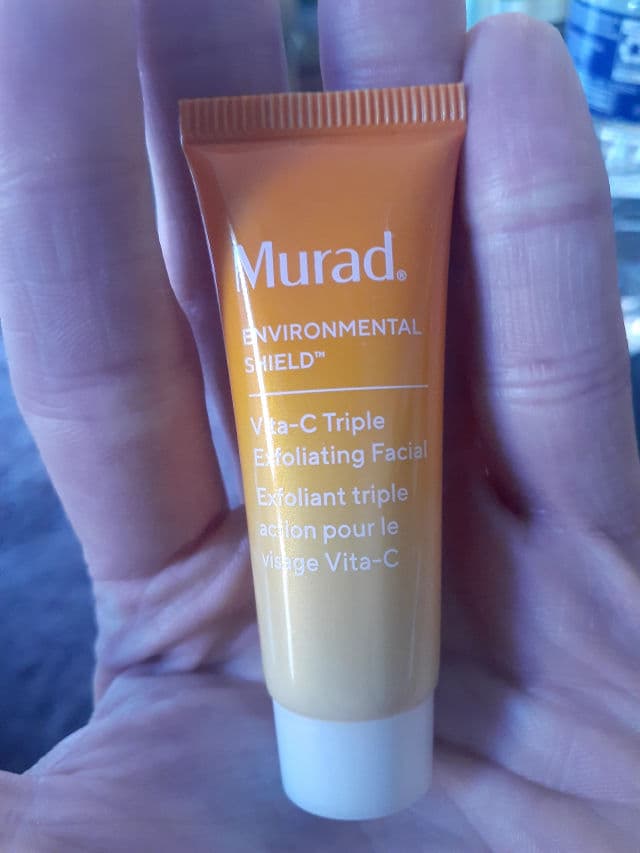 Murad®
ENVIRONMENTAL
SHIELD™
Vita-C Triple
Exfoliating Facial
Exfoliant triple
action pour le
visage Vita-C